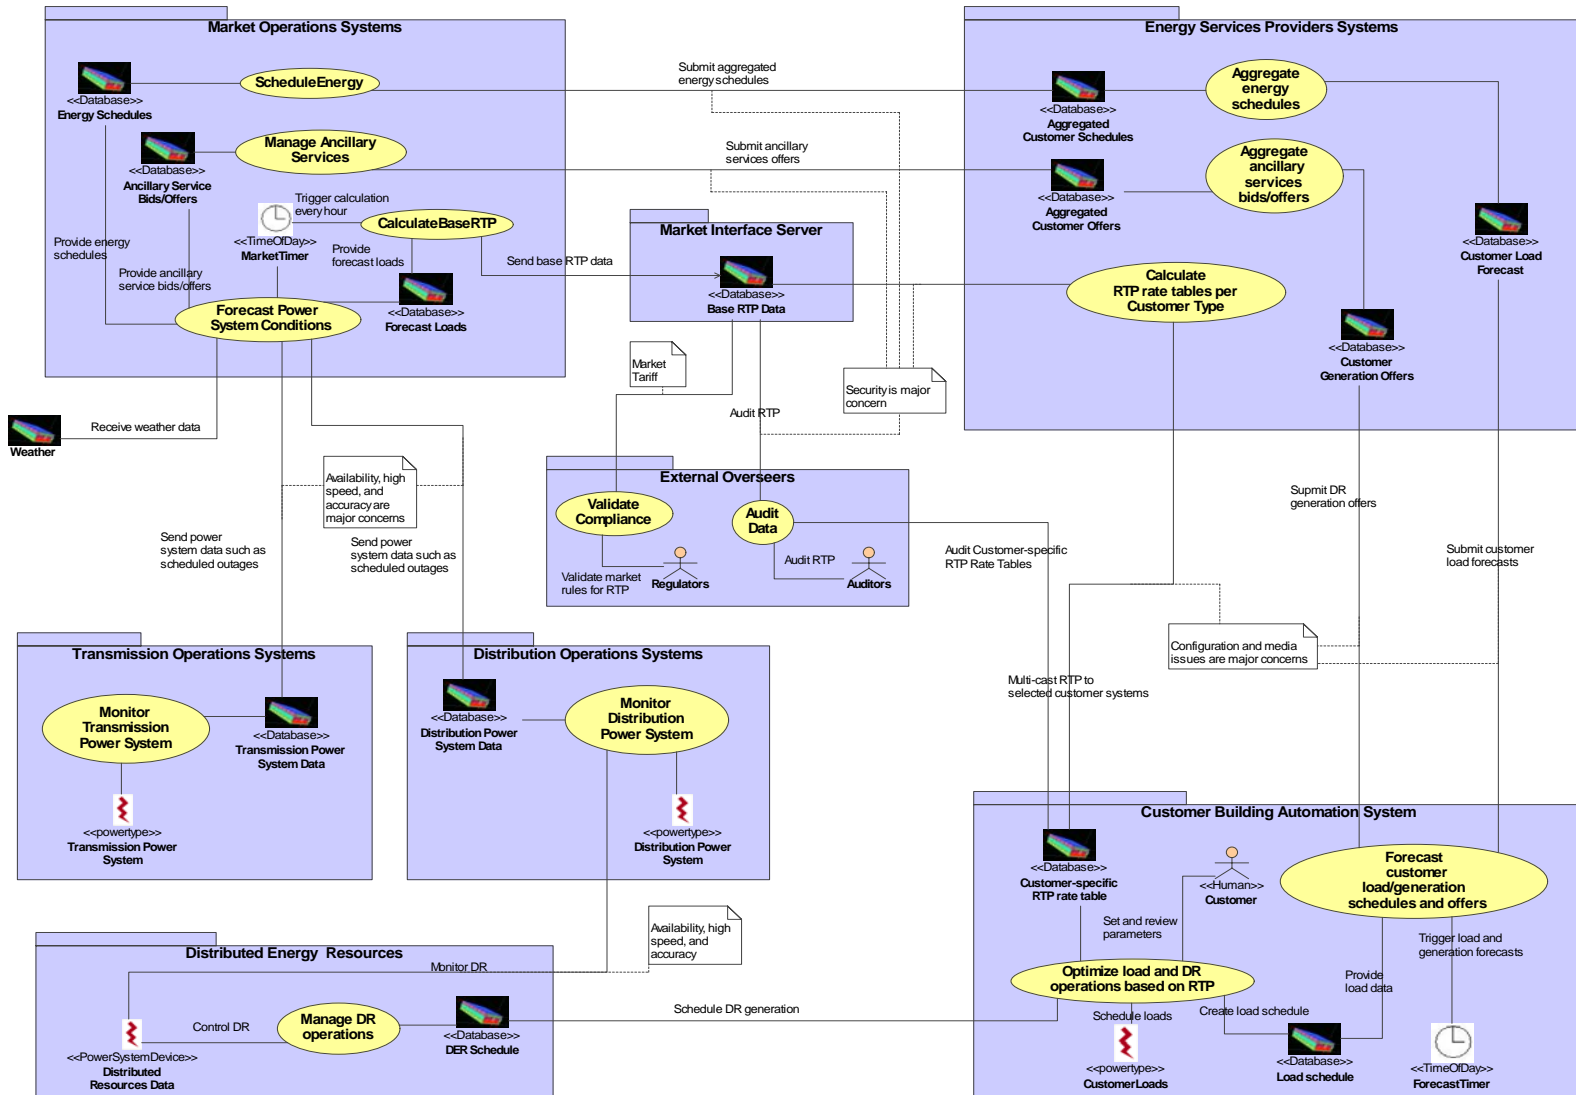 Market Operations Systems
ScheduleEnergy
<<Database>>
Energy Schedules
Manage Ancillary
Services
<<Database>>
Ancillary Service
Bids/Offers
Trigger calculation
every hour
CalculateBaseRTP
<<TimeOfDay>>
MarketTimer
Provide
forecast loads
Provide energy
schedules
Provide ancillary
service bids/offers
Forecast Power
System Conditions
<<Database>>
Forecast Loads
Submit aggregated
energy schedules
Submit ancillary
services offers
Send base RTP data
Market Interface Server
<<Database>>
Base RTP Data
Energy Services Providers Systems
<<Database>>
Aggregated
Customer Schedules
Aggregate
energy
schedules
<<Database>>
Aggregated
Customer Offers
Aggregate
ancillary
services
bids/offers
<<Database>>
Customer Load
Forecast
Calculate
RTP rate tables per
Customer Type
<<Database>>
Customer
Generation Offers
Market
Tariff
Security is major
concern
Audit RTP
Weather
Receive weather data
Availability, high
speed, and
accuracy are
major concerns
Send power
system data such as
scheduled outages
Send power
system data such as
scheduled outages
External Overseers
Validate
Compliance
Audit
Data
Validate market
rules for RTP
Regulators
Audit RTP
Auditors
Audit Customer-specific
RTP Rate Tables
Supmit DR
generation offers
Submit customer
load forecasts
Configuration and media
issues are major concerns
Multi-cast RTP to
selected customer systems
Transmission Operations Systems
Monitor
Transmission
Power System
<<Database>>
Transmission Power
System Data
<<powertype>>
Transmission Power
System
Distribution Operations Systems
<<Database>>
Distribution Power
System Data
Monitor
Distribution
Power System
<<powertype>>
Distribution Power
System
Availability, high
speed, and
accuracy
Distributed Energy Resources
Monitor DR
Control DR
Manage DR
operations
<<Database>>
DER Schedule
<<PowerSystemDevice>>
Distributed
Resources Data
Schedule DR generation
Customer Building Automation System
<<Database>>
Customer-specific
RTP rate table
<<Human>>
Customer
Forecast
customer
load/generation
schedules and offers
Set and review
parameters
Trigger load and
generation forecasts
Optimize load and DR
operations based on RTP
Provide
load data
Schedule loads
Create load schedule
<<powertype>>
CustomerLoads
<<Database>>
Load schedule
<<TimeOfDay>>
ForecastTimer